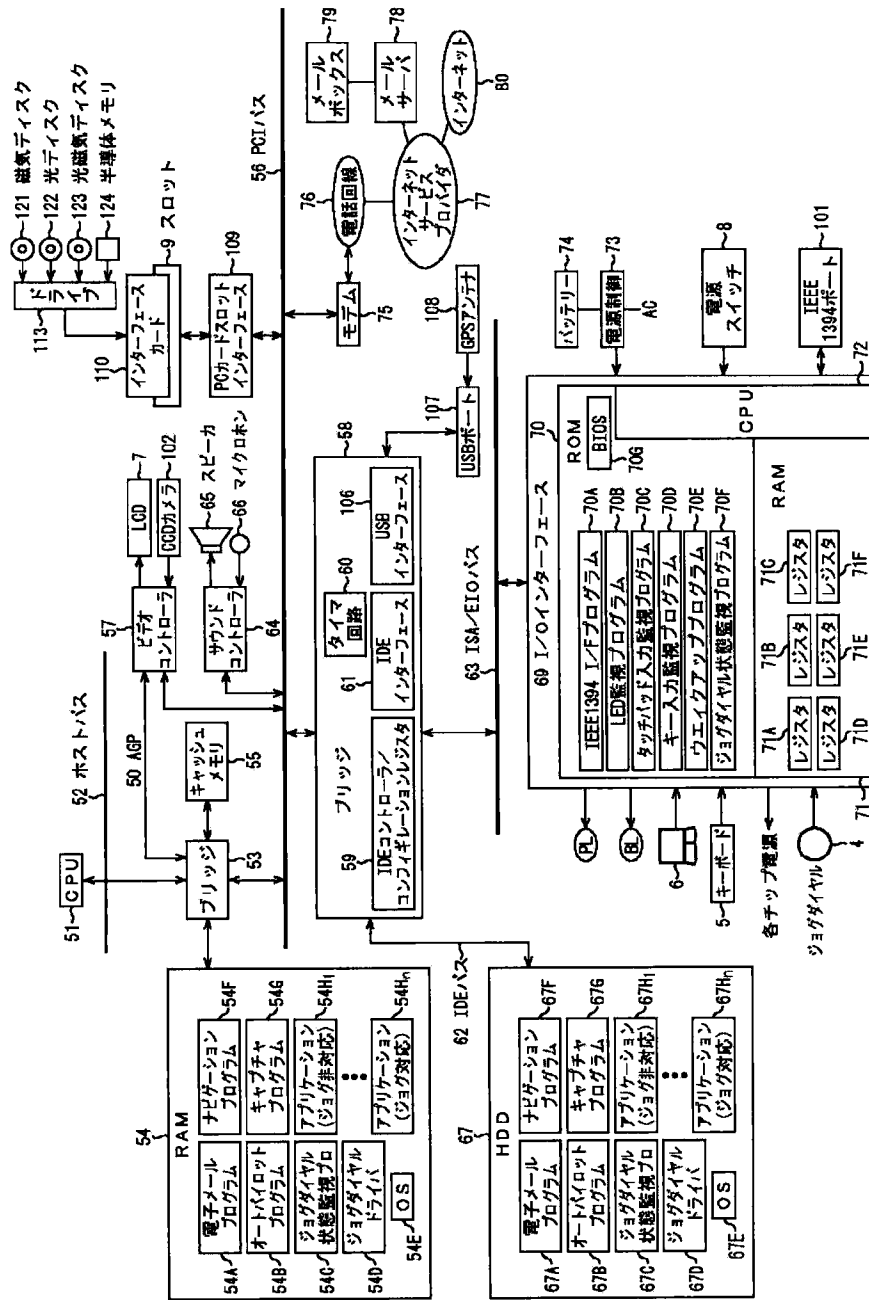 51
CPU
52 ホストバス
50 AGP
ブリッジ
53
キャッシュ
メモリ
55
57
ビデオ
コントローラ
7
LCD
CCDカメラ
102
サウンド
コントローラ
64
65 スピーカ
66 マイクロホン
121 磁気ディスク
122 光ディスク
123 光磁気ディスク
124 半導体メモリ
ドライブ
113
110
インターフェース
カード
9 スロット
PCカードスロット
インターフェース
109
56 PCIバス
54
RAM
電子メール
プログラム
54A
オートパイロット
プログラム
54B
ジョグダイヤル
状態監視プロ
54C
ジョグダイヤル
ドライバ
54D
OS
54E
ナビゲーション
プログラム
54F
キャプチャ
プログラム
54G
アプリケーション
(ジョグ非対応)
54H1
アプリケーション
(ジョグ対応)
54Hn
ブリッジ
58
IDEコントローラ/
コンフィギレーションレジスタ
59
タイマ
回路
60
IDE
インターフェース
61
USB
インターフェース
106
USBポート
107
GPSアンテナ
108
モデム
75
76
電話回線
インターネット
サービス
プロバイダ
77
メール
サーバ
78
メール
ボックス
79
インターネット
80
62 IDEバス
63 ISA/EIOバス
67
HDD
電子メール
プログラム
67A
オートパイロット
プログラム
67B
ジョグダイヤル
状態監視プロ
67C
ジョグダイヤル
ドライバ
67D
OS
67E
ナビゲーション
プログラム
67F
キャプチャ
プログラム
67G
アプリケーション
(ジョグ非対応)
67H1
アプリケーション
(ジョグ対応)
67Hn
69 I/Oインターフェース
70
ROM
BIOS
70G
IEEE1394 I/Fプログラム
70A
LED監視プログラム
70B
タッチパッド入力監視プログラム
70C
キー入力監視プログラム
70D
ウエイクアッププログラム
70E
ジョグダイヤル状態監視プログラム
70F
CPU
72
RAM
71
71A
レジスタ
71B
レジスタ
71C
レジスタ
レジスタ
71D
レジスタ
71E
レジスタ
71F
PL
BL
6
5
キーボード
各チップ電源
ジョグダイヤル
4
バッテリー
74
電源制御
73
AC
電源
スイッチ
8
IEEE
1394ポート
101